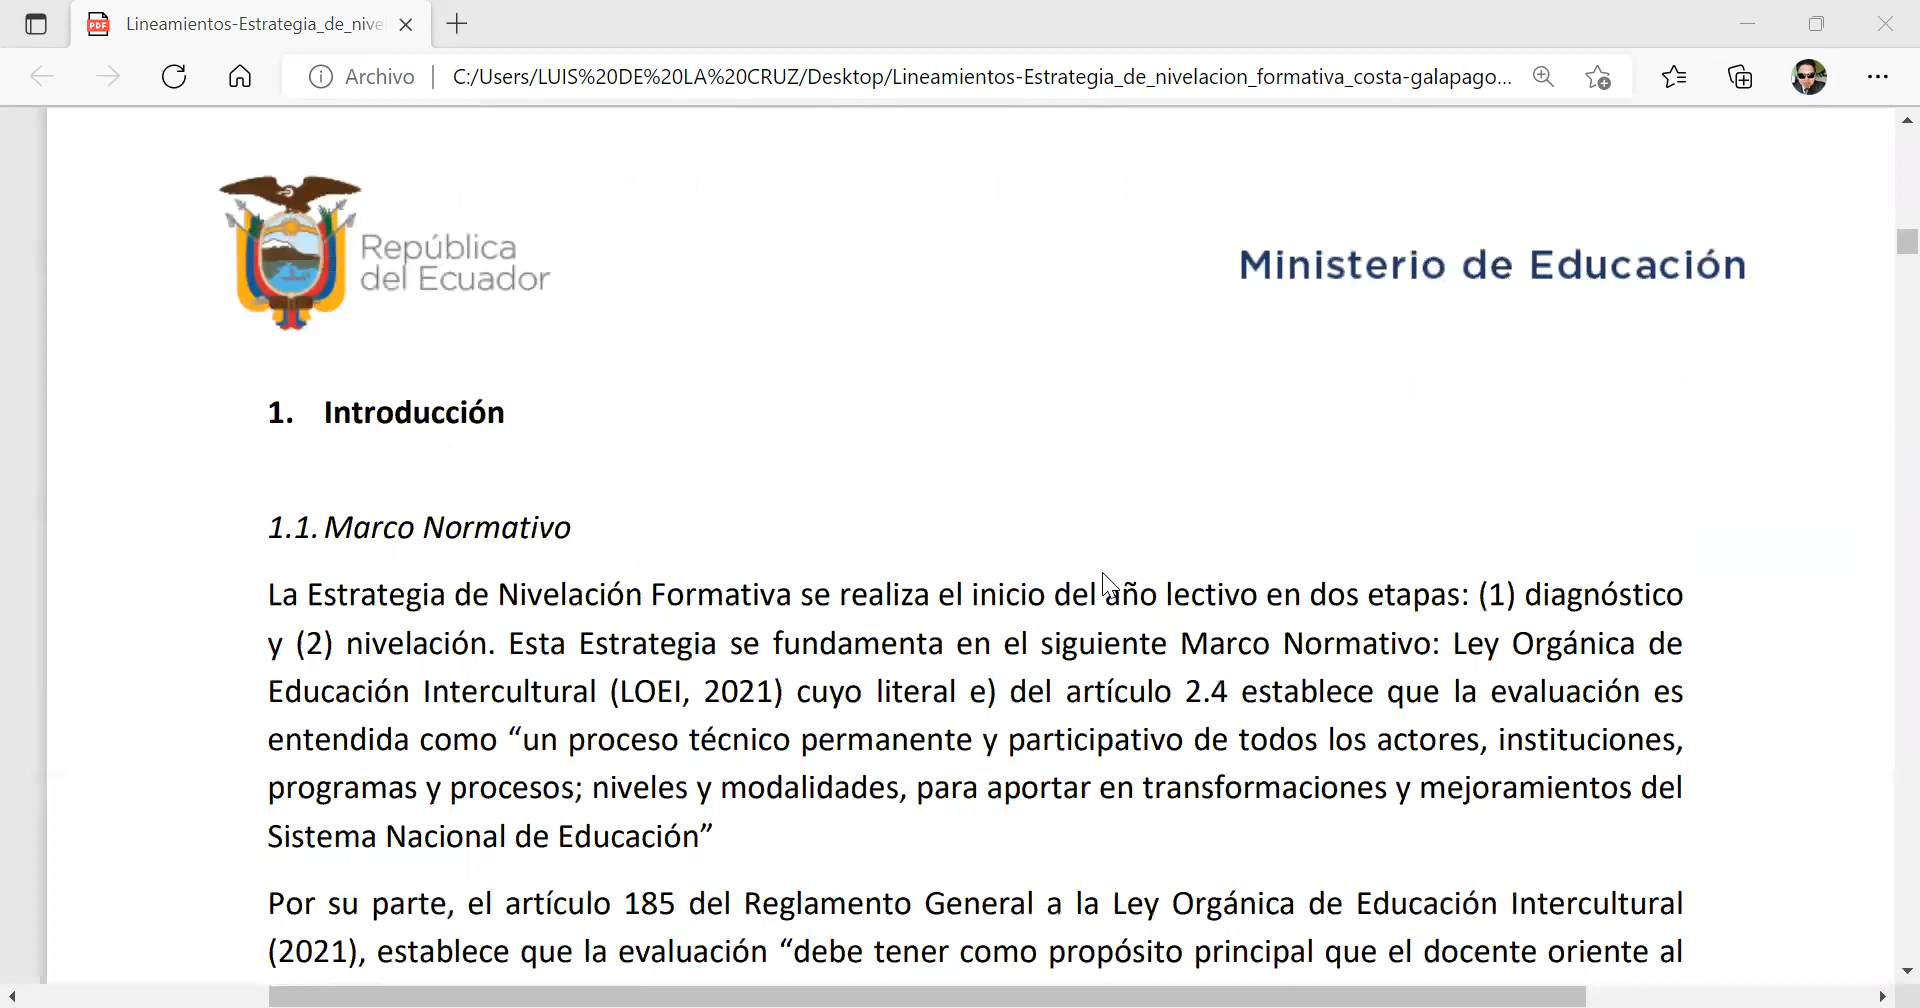 Lineamientos-Estrategia_de_nive
Archivo
C:/Users/LUIS%20DE%20LA%20CRUZ/Desktop/Lineamientos-Estrategia_de_nivelacion_formativa_costa-galapago...
República
del Ecuador
Ministerio de Educación
1. Introducción
1.1. Marco Normativo
La Estrategia de Nivelación Formativa se realiza el inicio del año lectivo en dos etapas: (1) diagnóstico
y (2) nivelación. Esta Estrategia se fundamenta en el siguiente Marco Normativo: Ley Orgánica de
Educación Intercultural (LOEI, 2021) cuyo literal e) del artículo 2.4 establece que la evaluación es
entendida como “un proceso técnico permanente y participativo de todos los actores, instituciones,
programas y procesos; niveles y modalidades, para aportar en transformaciones y mejoramientos del
Sistema Nacional de Educación”
Por su parte, el artículo 185 del Reglamento General a la Ley Orgánica de Educación Intercultural
(2021), establece que la evaluación “debe tener como propósito principal que el docente oriente al